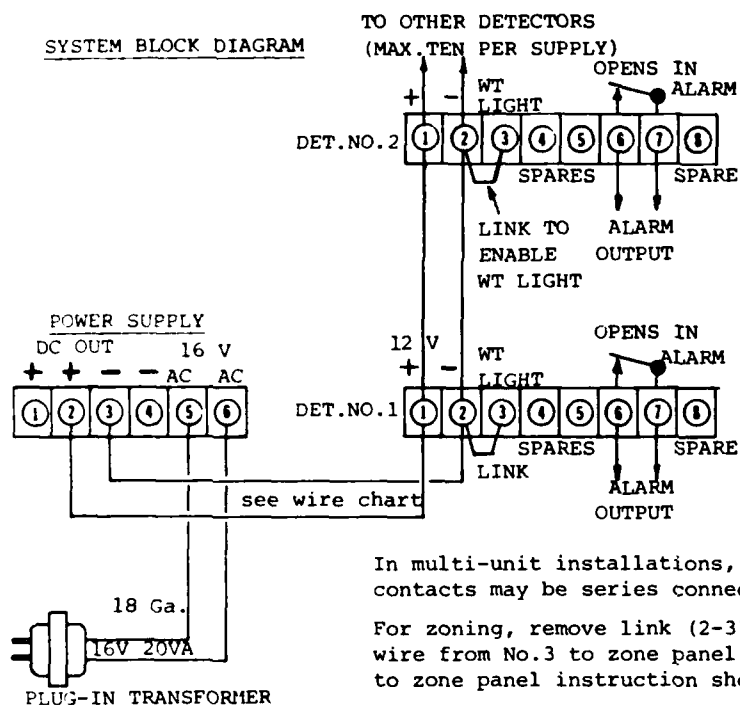 SYSTEM BLOCK DIAGRAM
TO OTHER DETECTORS
(MAX.TEN PER SUPPLY)
OPENS IN
ALARM
+ − WT
LIGHT
DET.NO.2 1 2 3 4 5 6 7 8
SPARES SPARE
LINK TO
ENABLE
WT LIGHT
ALARM
OUTPUT
POWER SUPPLY
DC OUT 16 V
+ + − − AC AC
1 2 3 4 5 6
12 V
+ − WT
LIGHT
OPENS IN
ALARM
DET.NO.1 1 2 3 4 5 6 7 8
SPARES SPARE
LINK
ALARM
OUTPUT
see wire chart
18 Ga.
16V 20VA
PLUG-IN TRANSFORMER
In multi-unit installations,
contacts may be series connec
For zoning, remove link (2-3
wire from No.3 to zone panel
to zone panel instruction she